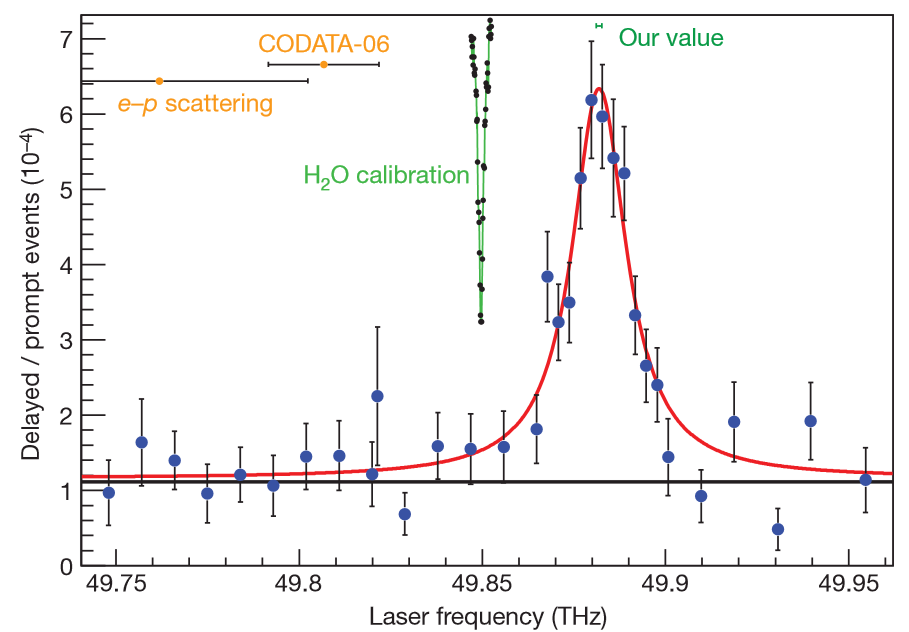 CODATA-06
Our value
e–p scattering
H₂O calibration
Delayed / prompt events (10⁻⁴)
7
6
5
4
3
2
1
0
49.75 49.8 49.85 49.9 49.95
Laser frequency (THz)